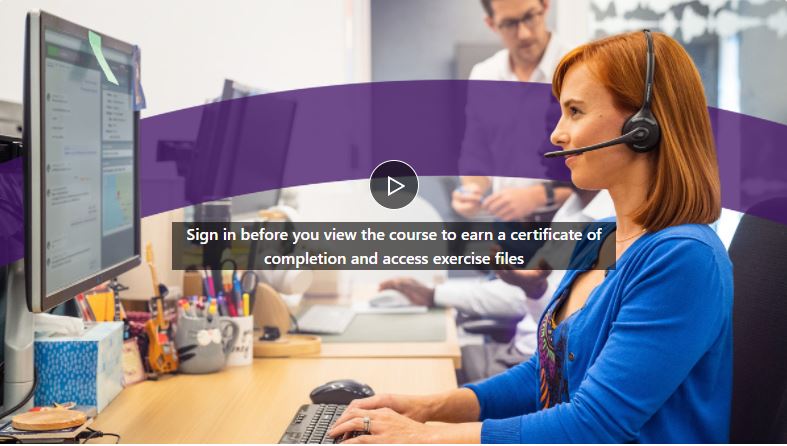 Sign in before you view the course to earn a certificate of
completion and access exercise files